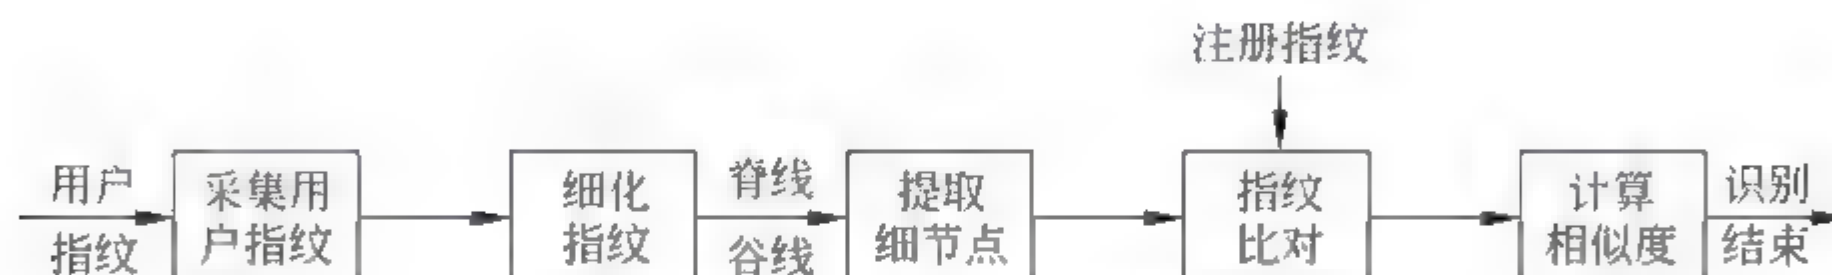 注册指纹
用户
指纹
采集用
户指纹
细化
指纹
脊线
谷线
提取
细节点
指纹
比对
计算
相似度
识别
结束